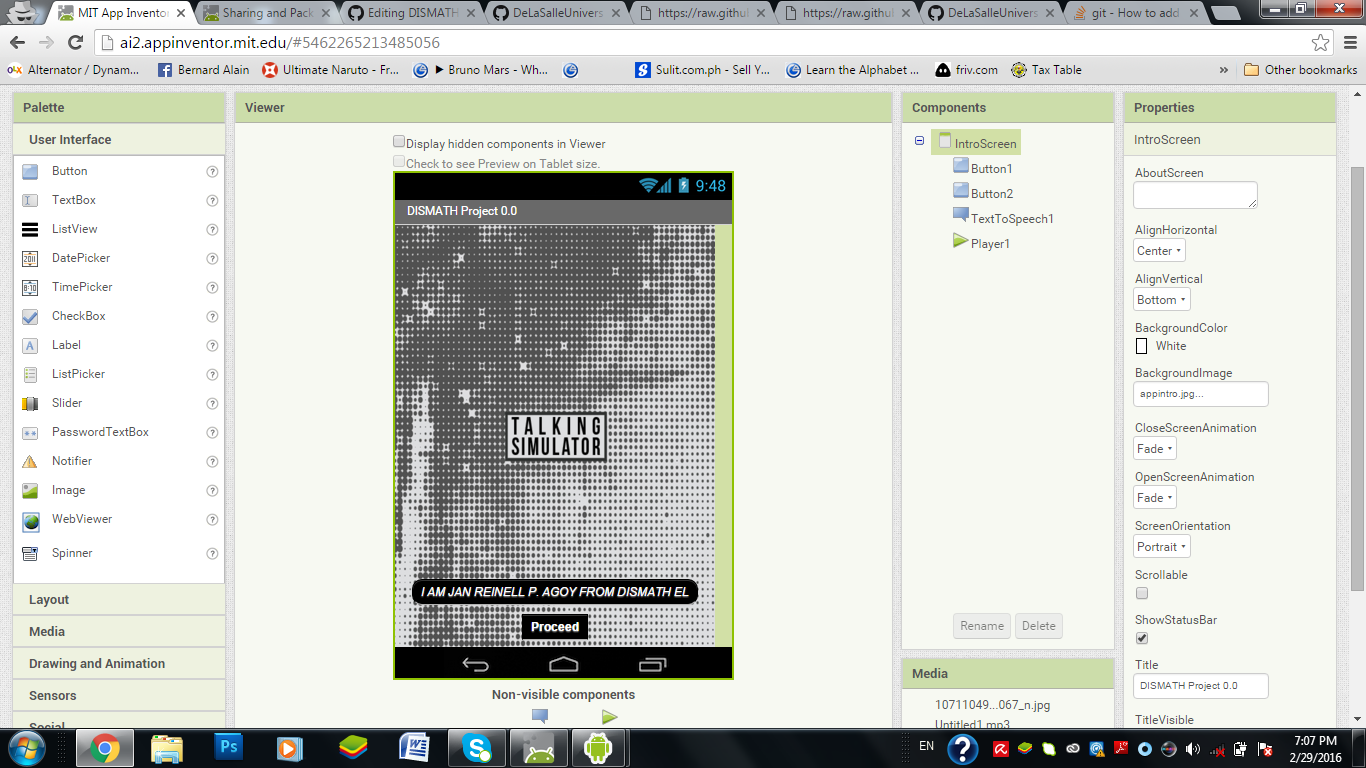 MIT App Invento
Sharing and Pack
Editing DISMATH
DeLaSalleUnivers
https://raw.githu
https://raw.githu
DeLaSalleUnivers
git - How to add
ai2.appinventor.mit.edu/#5462265213485056
Alternator / Dynam...
Bernard Alain
Ultimate Naruto - Fr...
Bruno Mars - Wh...
Sulit.com.ph - Sell Y...
Learn the Alphabet ...
friv.com
Tax Table
»
Other bookmarks
Palette
User Interface
Button
TextBox
ListView
DatePicker
TimePicker
CheckBox
Label
ListPicker
Slider
PasswordTextBox
Notifier
Image
WebViewer
Spinner
Layout
Media
Drawing and Animation
Sensors
Social
Viewer
Display hidden components in Viewer
Check to see Preview on Tablet size.
9:48
DISMATH Project 0.0
TALKING
SIMULATOR
I AM JAN REINELL P. AGOY FROM DISMATH EL
Proceed
Non-visible components
Components
IntroScreen
Button1
Button2
TextToSpeech1
Player1
Rename
Delete
Media
10711049...067_n.jpg
Untitled1.mp3
Properties
IntroScreen
AboutScreen
AlignHorizontal
Center
AlignVertical
Bottom
BackgroundColor
White
BackgroundImage
appintro.jpg...
CloseScreenAnimation
Fade
OpenScreenAnimation
Fade
ScreenOrientation
Portrait
Scrollable
ShowStatusBar
Title
DISMATH Project 0.0
TitleVisible
EN
7:07 PM
2/29/2016